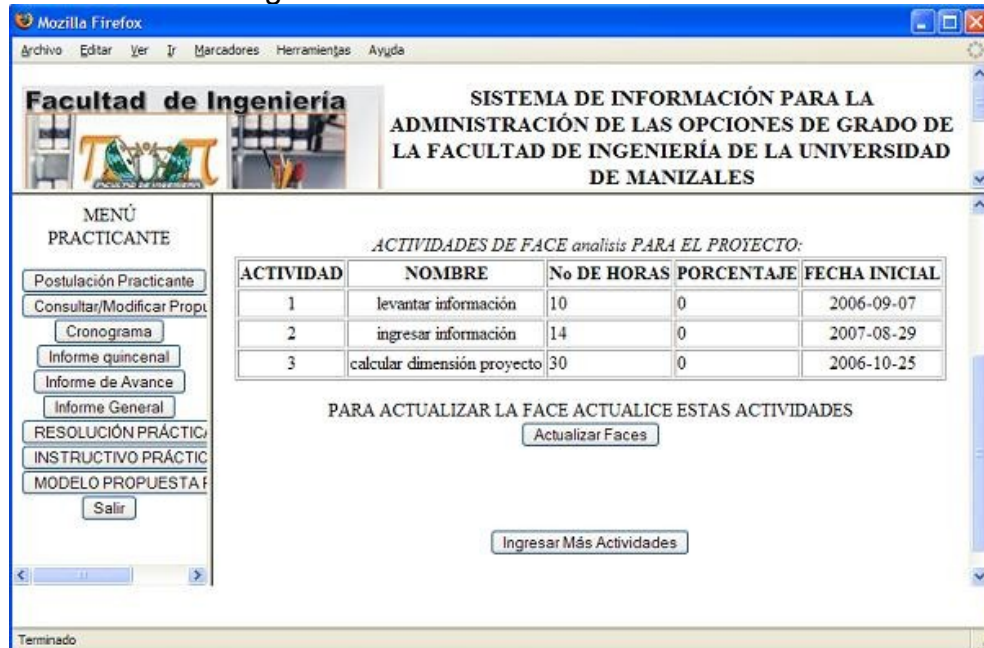 Mozilla Firefox
Archivo Editar Ver Ir Marcadores Herramientas Ayuda
Facultad de Ingeniería
SISTEMA DE INFORMACIÓN PARA LA
ADMINISTRACIÓN DE LAS OPCIONES DE GRADO DE
LA FACULTAD DE INGENIERÍA DE LA UNIVERSIDAD
DE MANIZALES
FACULTAD DE INGENIERIA
MENÚ
PRACTICANTE
Postulación Practicante
Consultar/Modificar Propu
Cronograma
Informe quincenal
Informe de Avance
Informe General
RESOLUCIÓN PRÁCTIC
INSTRUCTIVO PRÁCTIC
MODELO PROPUESTA
Salir
ACTIVIDADES DE FACE analisis PARA EL PROYECTO:
ACTIVIDAD NOMBRE No DE HORAS PORCENTAJE FECHA INICIAL
1 levantar información 10 0 2006-09-07
2 ingresar información 14 0 2007-08-29
3 calcular dimensión proyecto 30 0 2006-10-25
PARA ACTUALIZAR LA FACE ACTUALICE ESTAS ACTIVIDADES
Actualizar Faces
Ingresar Más Actividades
Terminado